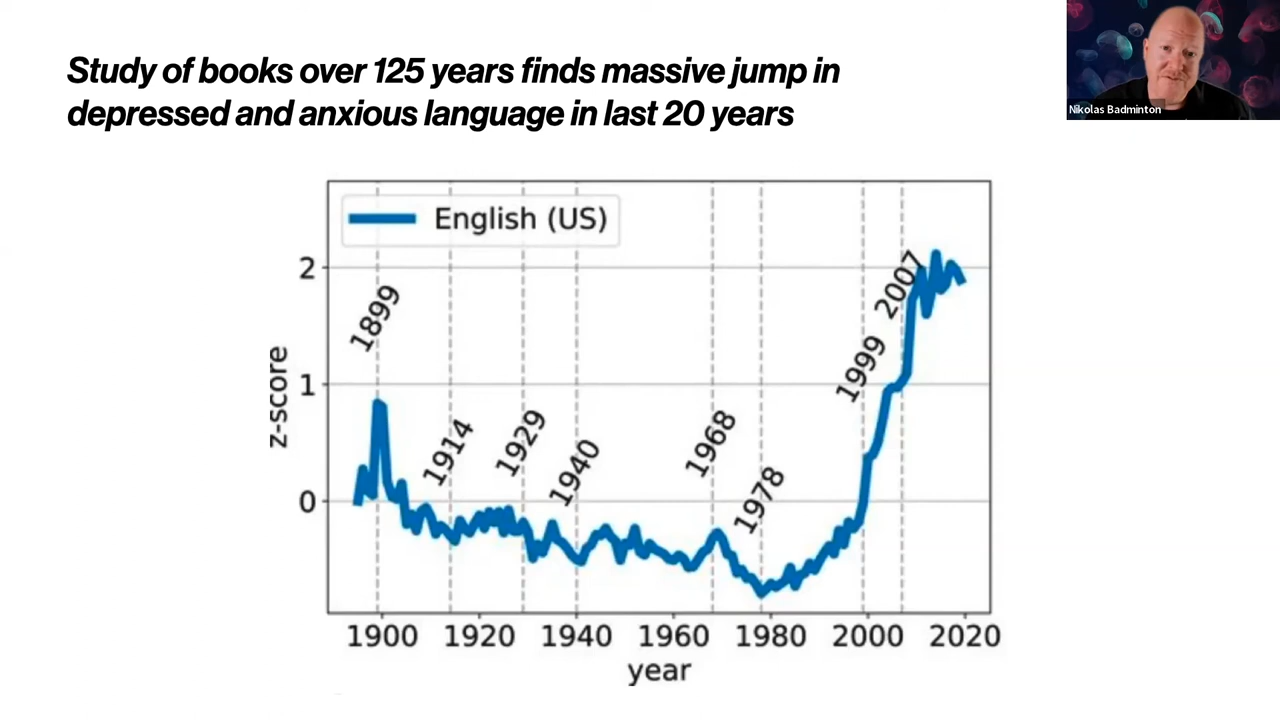 Study of books over 125 years finds massive jump in
depressed and anxious language in last 20 years
Nikolas Badminton
English (US)
z-score
2
1
0
1899
1914
1929
1940
1968
1978
1999
2007
1900 1920 1940 1960 1980 2000 2020
year